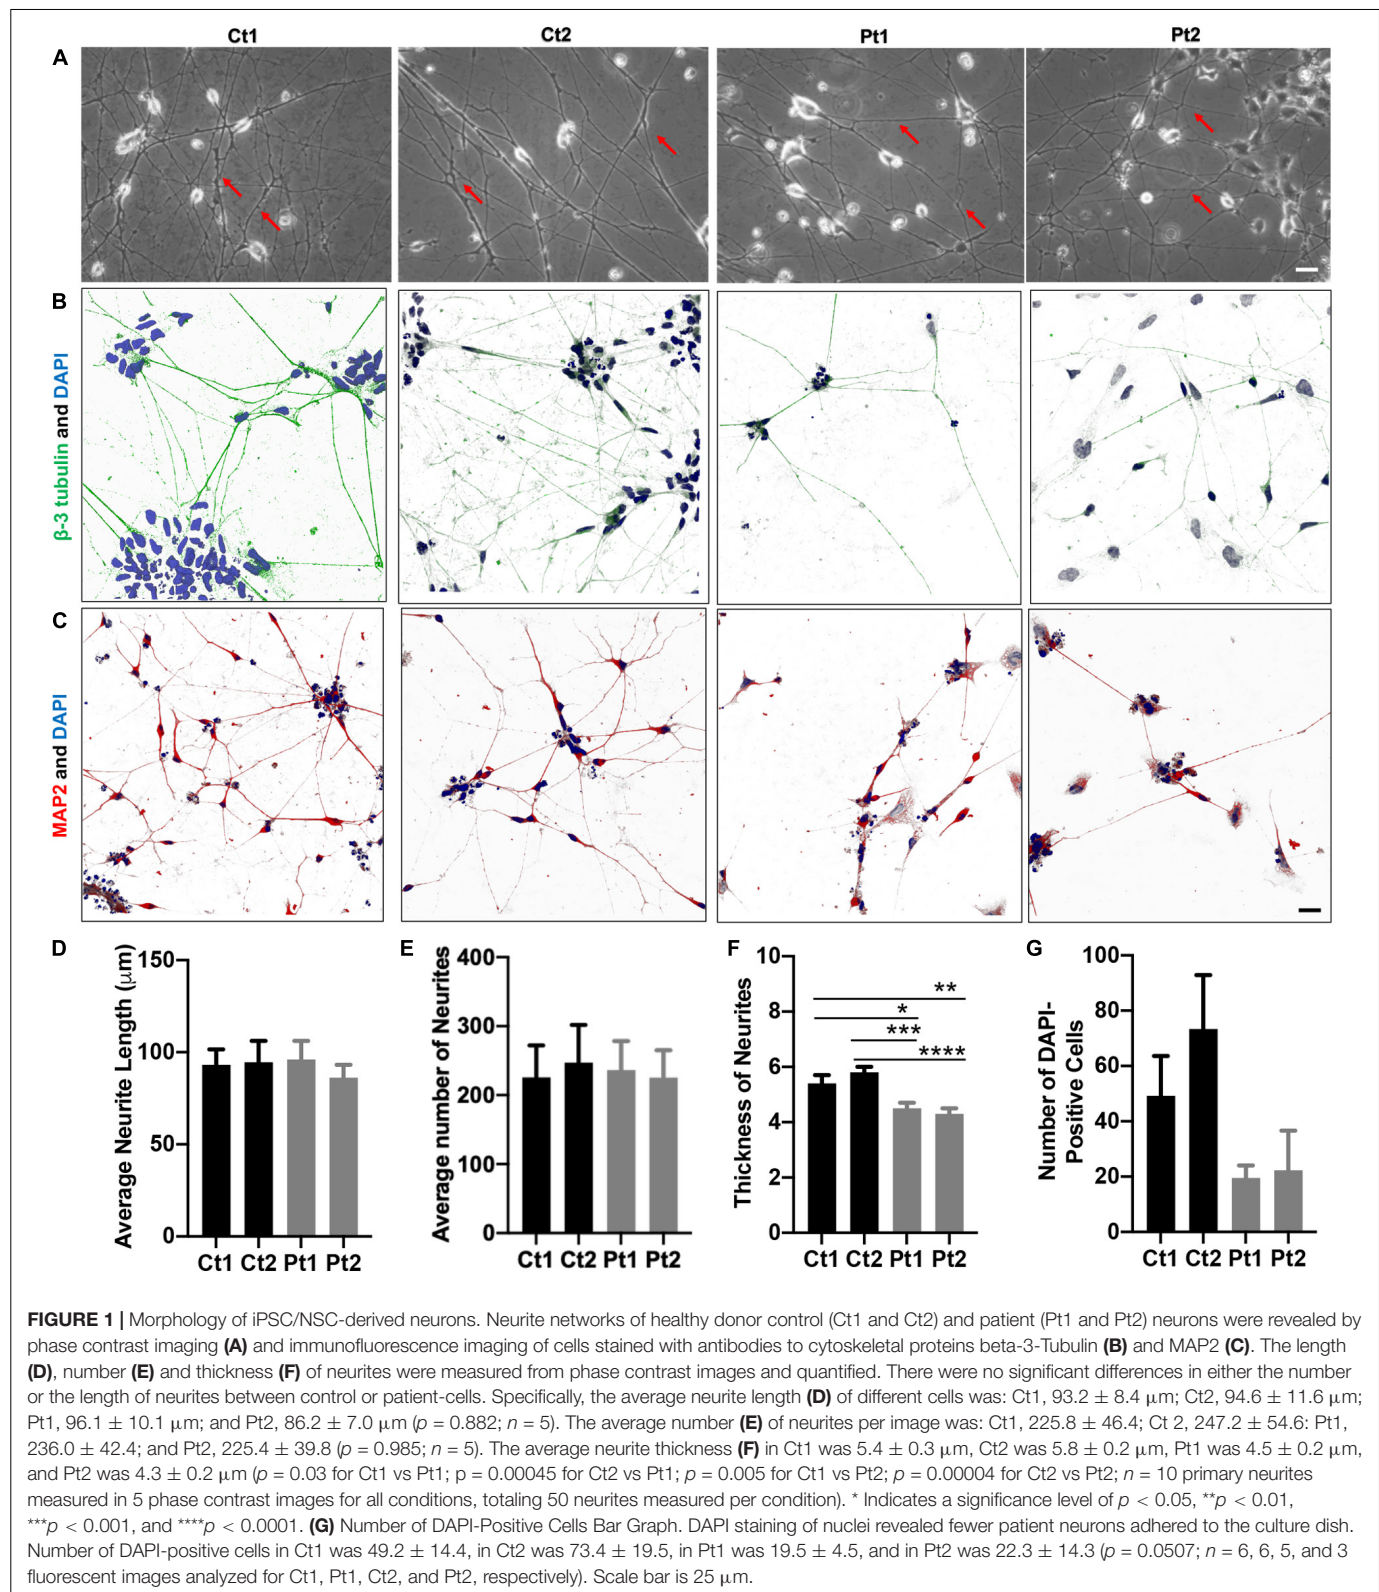 Ct1 Ct2 Pt1 Pt2
A
B
β-3 tubulin and DAPI
C
MAP2 and DAPI
D
Average Neurite Length (μm)
150
100
50
0
Ct1 Ct2 Pt1 Pt2
E
Average number of Neurites
400
300
200
100
0
Ct1 Ct2 Pt1 Pt2
F
Thickness of Neurites
10
8
6
4
2
0
**
*
***
****
Ct1 Ct2 Pt1 Pt2
G
Number of DAPI-
Positive Cells
100
80
60
40
20
0
Ct1 Ct2 Pt1 Pt2
FIGURE 1 | Morphology of iPSC/NSC-derived neurons. Neurite networks of healthy donor control (Ct1 and Ct2) and patient (Pt1 and Pt2) neurons were revealed by
phase contrast imaging (A) and immunofluorescence imaging of cells stained with antibodies to cytoskeletal proteins beta-3-Tubulin (B) and MAP2 (C). The length
(D), number (E) and thickness (F) of neurites were measured from phase contrast images and quantified. There were no significant differences in either the number
or the length of neurites between control or patient-cells. Specifically, the average neurite length (D) of different cells was: Ct1, 93.2 ± 8.4 μm; Ct2, 94.6 ± 11.6 μm;
Pt1, 96.1 ± 10.1 μm; and Pt2, 86.2 ± 7.0 μm (p = 0.882; n = 5). The average number (E) of neurites per image was: Ct1, 225.8 ± 46.4; Ct 2, 247.2 ± 54.6: Pt1,
236.0 ± 42.4; and Pt2, 225.4 ± 39.8 (p = 0.985; n = 5). The average neurite thickness (F) in Ct1 was 5.4 ± 0.3 μm, Ct2 was 5.8 ± 0.2 μm, Pt1 was 4.5 ± 0.2 μm,
and Pt2 was 4.3 ± 0.2 μm (p = 0.03 for Ct1 vs Pt1; p = 0.00045 for Ct2 vs Pt1; p = 0.005 for Ct1 vs Pt2; p = 0.00004 for Ct2 vs Pt2; n = 10 primary neurites
measured in 5 phase contrast images for all conditions, totaling 50 neurites measured per condition). * Indicates a significance level of p < 0.05, **p < 0.01,
***p < 0.001, and ****p < 0.0001. (G) Number of DAPI-Positive Cells Bar Graph. DAPI staining of nuclei revealed fewer patient neurons adhered to the culture dish.
Number of DAPI-positive cells in Ct1 was 49.2 ± 14.4, in Ct2 was 73.4 ± 19.5, in Pt1 was 19.5 ± 4.5, and in Pt2 was 22.3 ± 14.3 (p = 0.0507; n = 6, 6, 5, and 3
fluorescent images analyzed for Ct1, Pt1, Ct2, and Pt2, respectively). Scale bar is 25 μm.